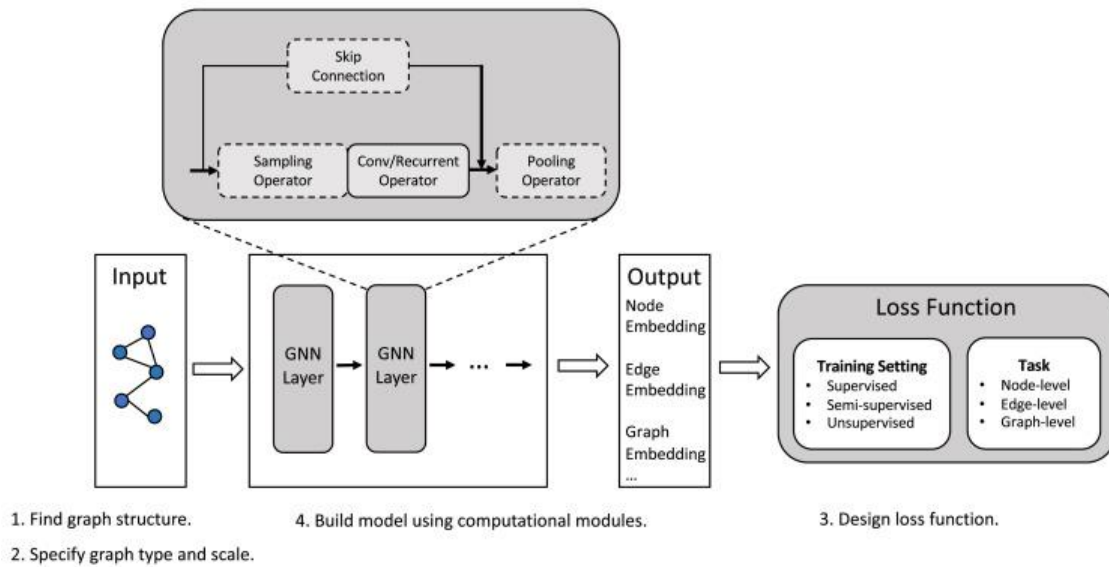 Skip
Connection
Sampling
Operator
Conv/Recurrent
Operator
Pooling
Operator
Input
GNN
Layer
GNN
Layer
...
Output
Node
Embedding
Edge
Embedding
Graph
Embedding
...
Loss Function
Training Setting
• Supervised
• Semi-supervised
• Unsupervised
Task
• Node-level
• Edge-level
• Graph-level
1. Find graph structure.
2. Specify graph type and scale.
4. Build model using computational modules.
3. Design loss function.